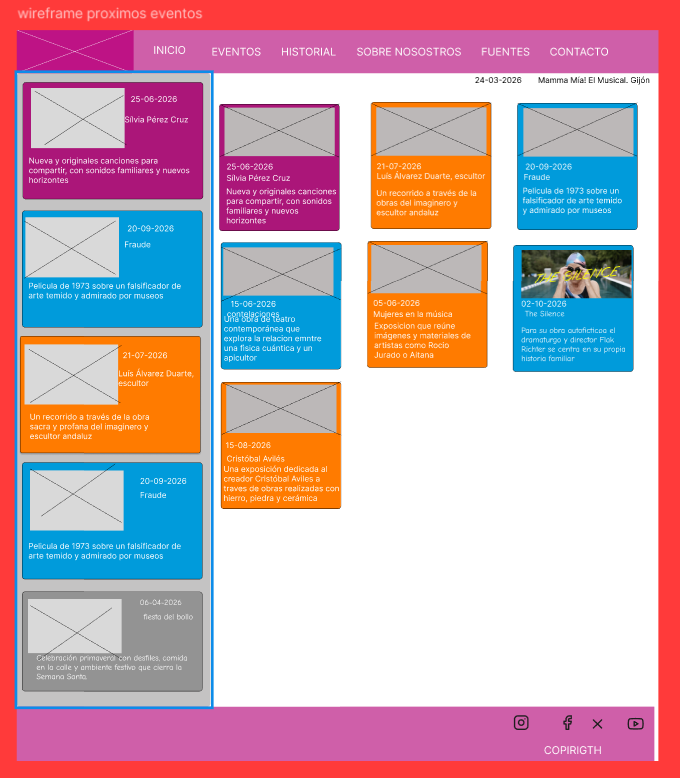 wireframe proximos eventos
INICIO
EVENTOS
HISTORIAL
SOBRE NOSOSTROS
FUENTES
CONTACTO
24-03-2026 Mamma Mía! El Musical. Gijón
25-06-2026
Sílvia Pérez Cruz
Nueva y originales canciones para
compartir, con sonidos familiares y nuevos
horizontes
20-09-2026
Fraude
Pelicula de 1973 sobre un falsificador de
arte temido y admirado por museos
21-07-2026
Luís Álvarez Duarte,
escultor
Un recorrido a través de la obra
sacra y profana del imaginero y
escultor andaluz
20-09-2026
Fraude
Pelicula de 1973 sobre un falsificador de
arte temido y admirado por museos
06-04-2026
fiesta del bollo
Celebración primaveral con desfiles, comida
en la calle y ambiente festivo que cierra la
Semana Santa.
25-06-2026
Sílvia Pérez Cruz
Nueva y originales canciones
para compartir, con sonidos
familiares y nuevos
horizontes
21-07-2026
Luis Álvarez Duarte, escultor
Un recorrido a través de la
obras del imaginero y
escultor andaluz
20-09-2026
Fraude
Pelicula de 1973 sobre un
falsificador de arte temido
y admirado por museos
15-06-2026
contelaciones
Una obra de teatro
contemporánea que
explora la relacion emntre
una fisica cuántica y un
apicultor
05-06-2026
Mujeres en la música
Exposicion que reúne
imágenes y materiales de
artistas como Rocio
Jurado o Aitana
THE SILENCE
02-10-2026
The Silence
Para su obra autoficticoa el
dramaturgo y director Flak
Richter se centra en su propia
historia familiar
15-08-2026
Cristóbal Avilés
Una exposición dedicada al
creador Cristóbal Aviles a
traves de obras realizadas con
hierro, piedra y cerámica
COPIRIGTH